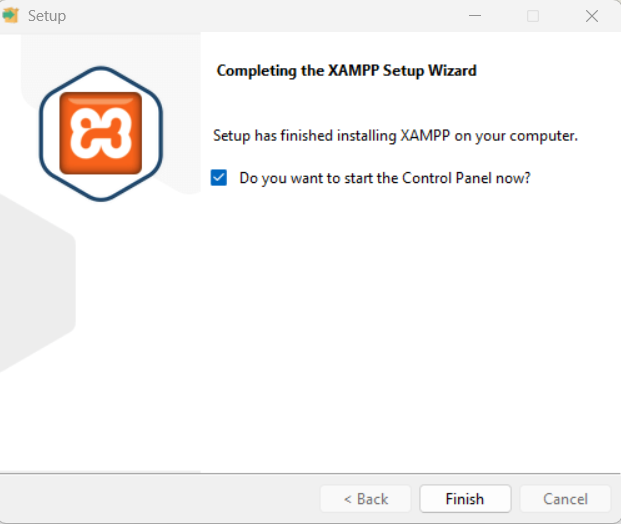 Setup
Completing the XAMPP Setup Wizard
Setup has finished installing XAMPP on your computer.
Do you want to start the Control Panel now?
< Back
Finish
Cancel